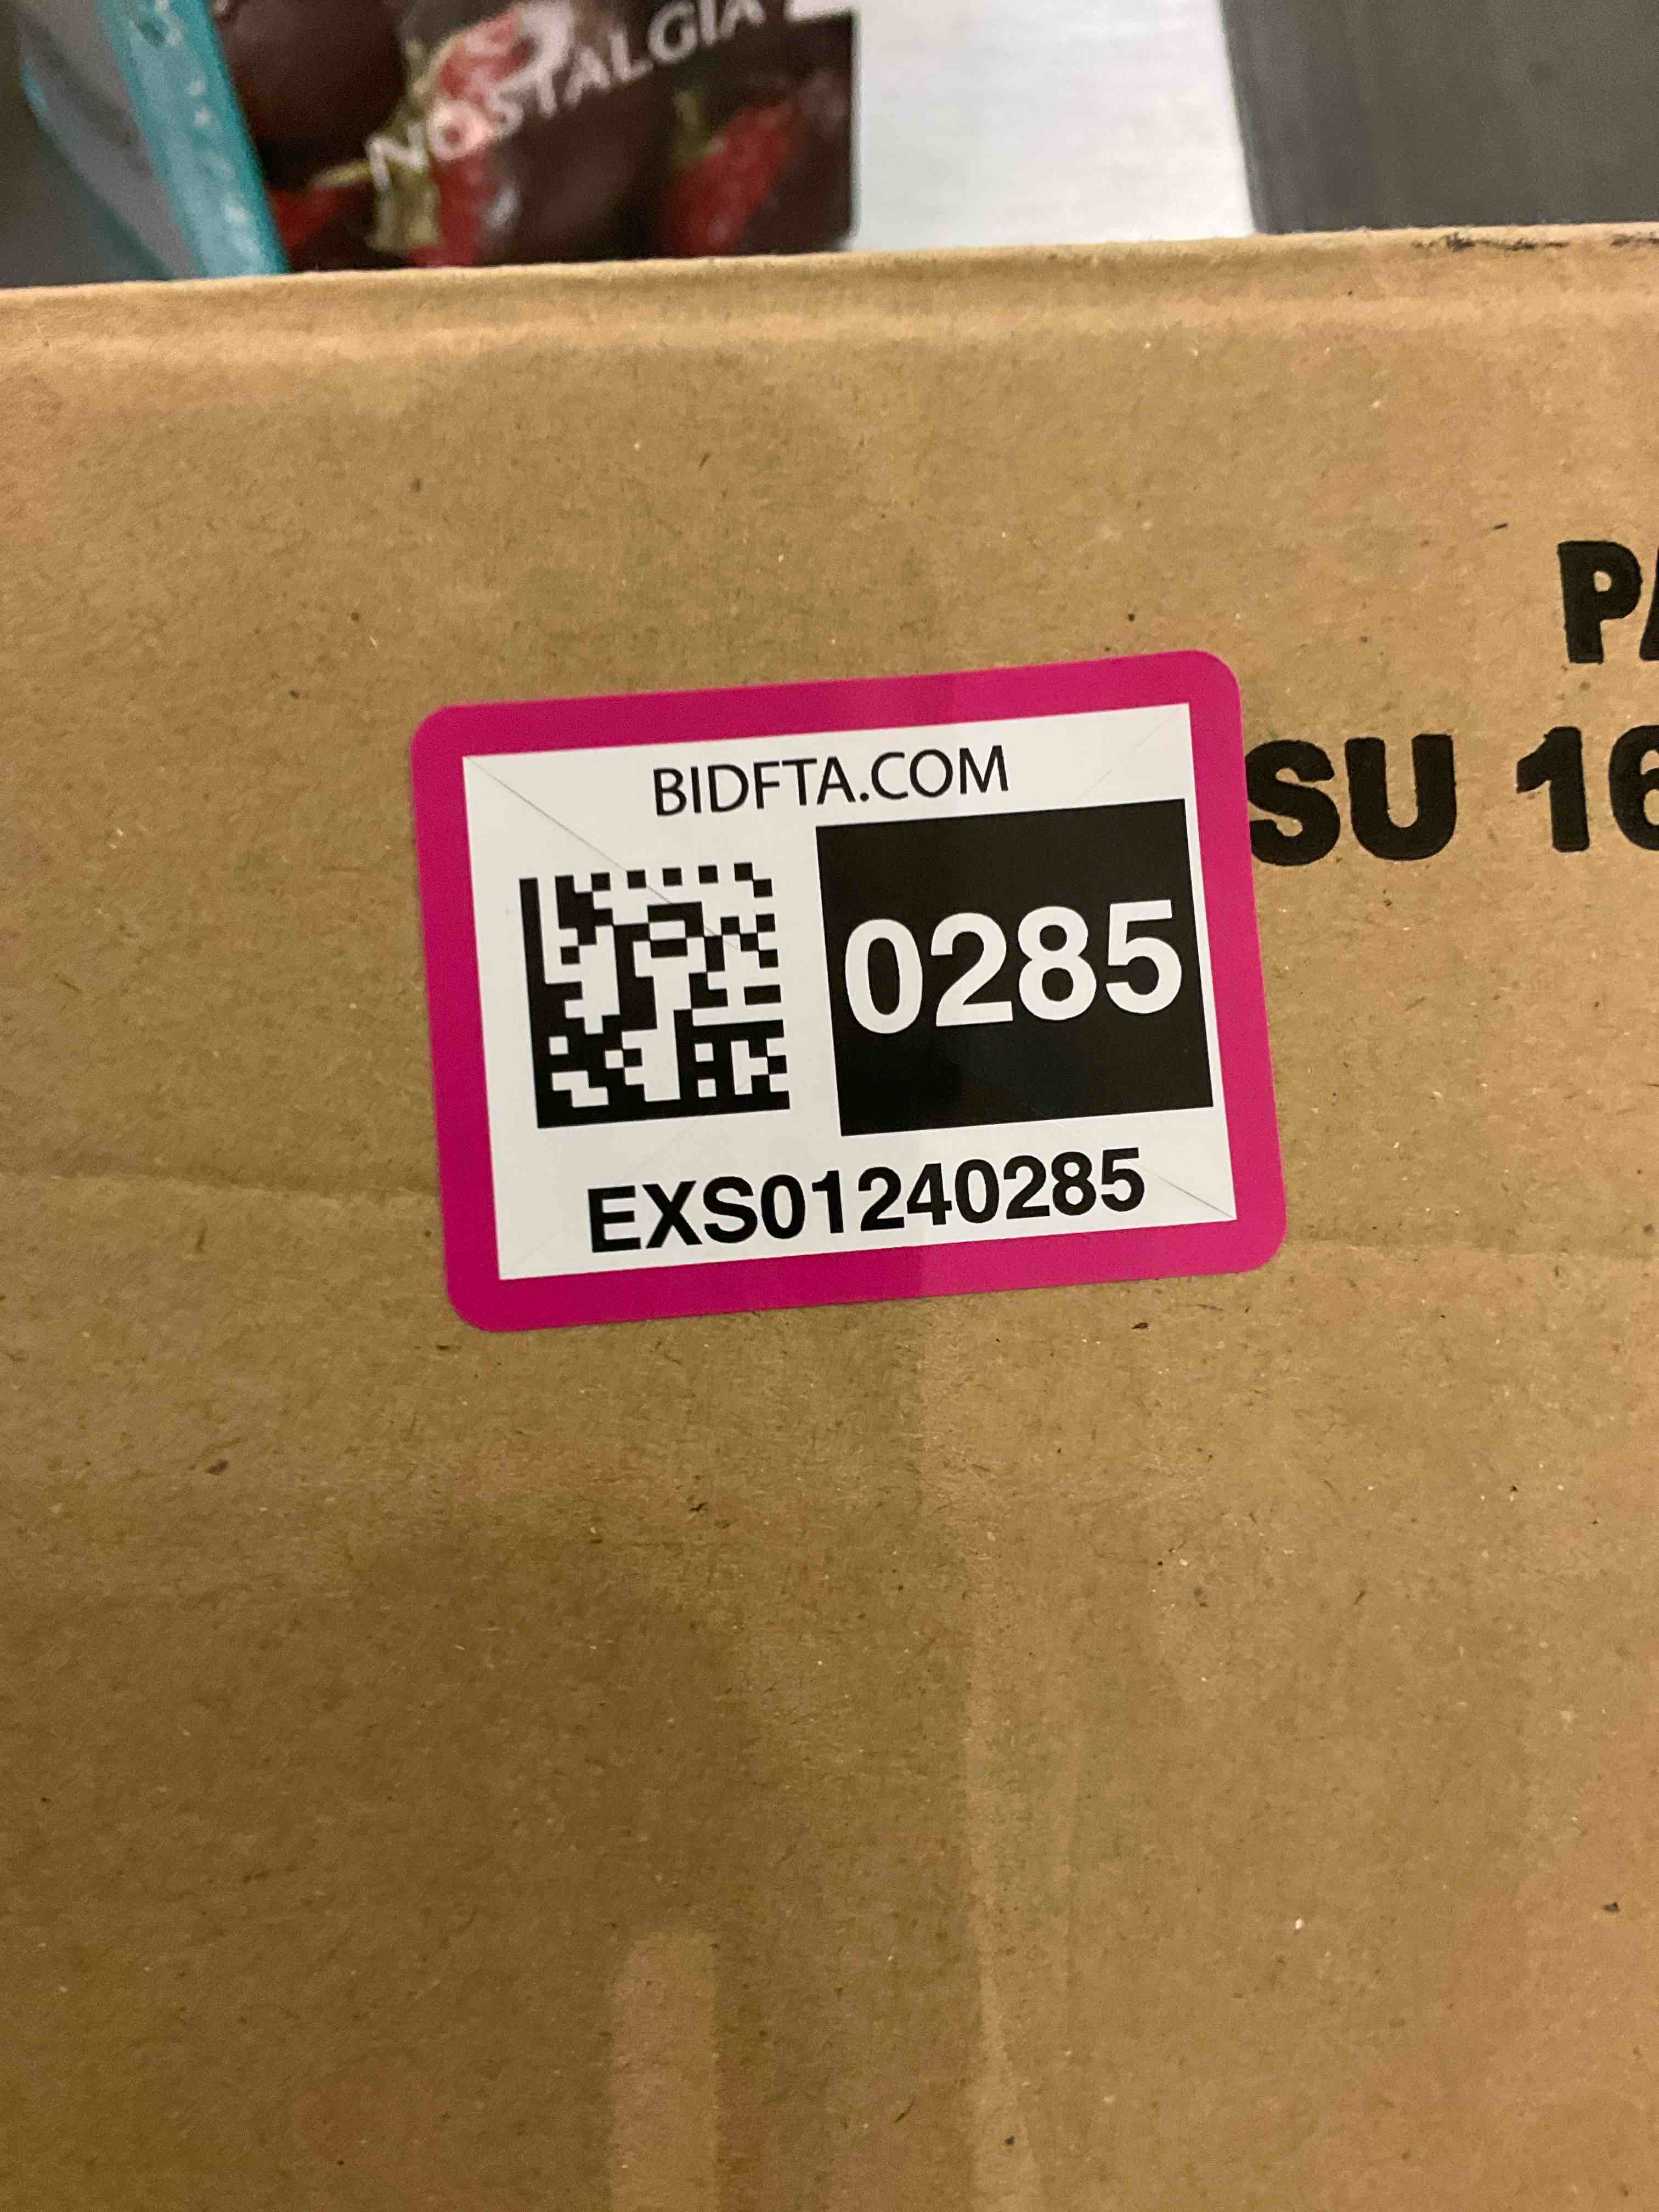 NOSTALGIA
BIDFTA.COM
0285
EXS01240285
SU 16